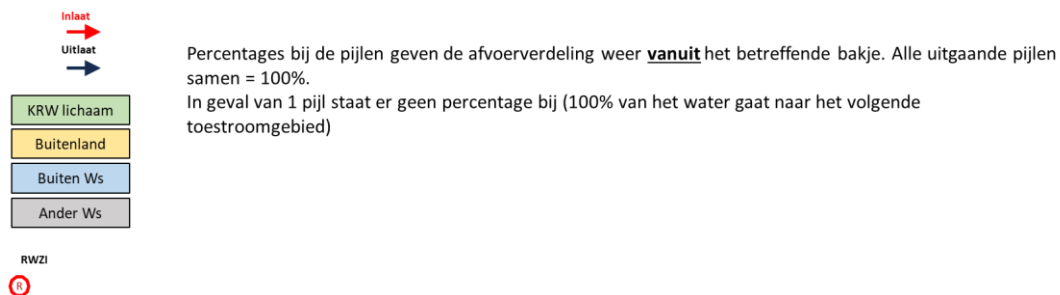 Inlaat
Uitlaat
Percentages bij de pijlen geven de afvoerverdeling weer vanuit het betreffende bakje. Alle uitgaande pijlen
samen = 100%.
In geval van 1 pijl staat er geen percentage bij (100% van het water gaat naar het volgende
toestroomgebied)
KRW lichaam
Buitenland
Buiten Ws
Ander Ws
RWZI
R